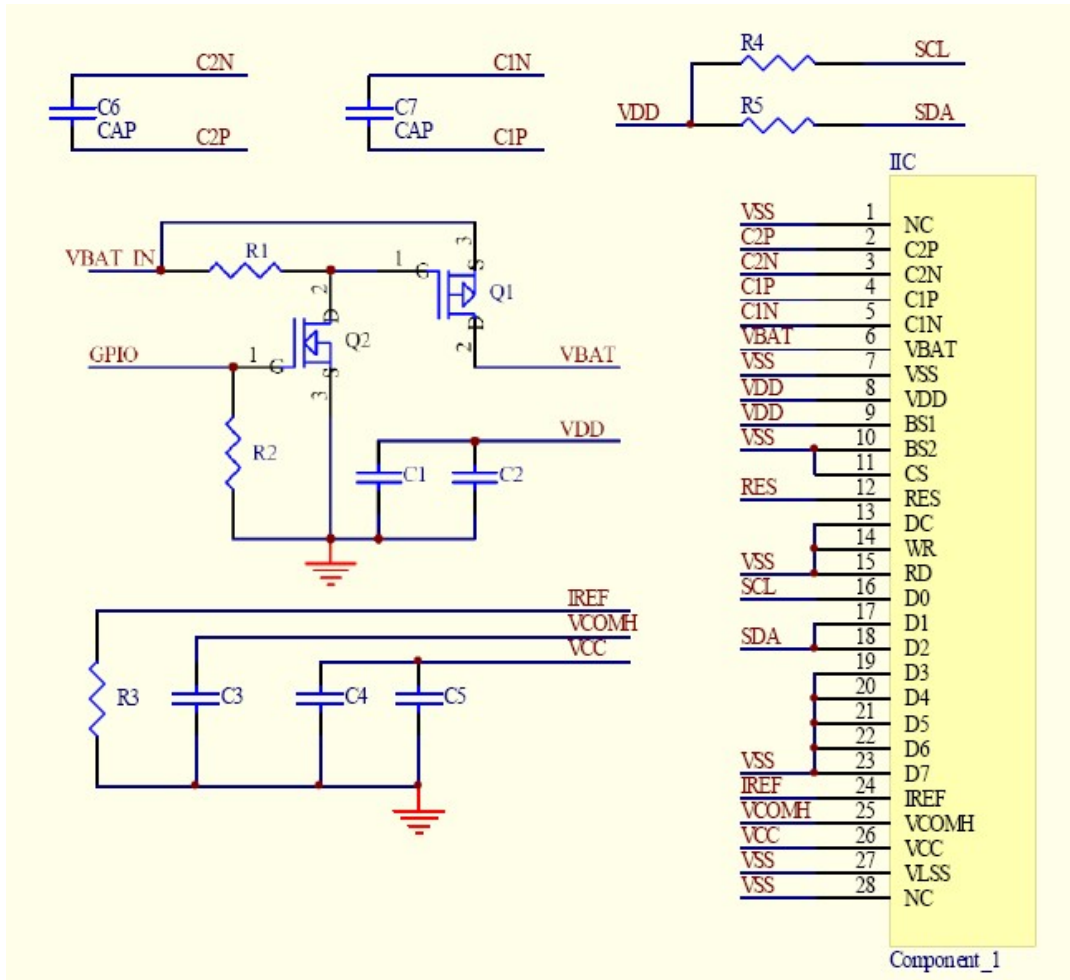 C2N
C6
CAP
C2P
C1N
C7
CAP
C1P
R4
SCL
VDD
R5
SDA
VBAT_IN
R1
1
G
3
S
Q1
D
2
VBAT
2
D
Q2
GPIO
1
G
S
3
R2
VDD
C1
C2
IREF
VCOMH
VCC
R3
C3
C4
C5
IIC
VSS 1 NC
C2P 2 C2P
C2N 3 C2N
C1P 4 C1P
C1N 5 C1N
VBAT 6 VBAT
VSS 7 VSS
VDD 8 VDD
VDD 9 BS1
VSS 10 BS2
11 CS
RES 12 RES
13 DC
14 WR
VSS 15 RD
SCL 16 D0
17 D1
SDA 18 D2
19 D3
20 D4
21 D5
22 D6
VSS 23 D7
IREF 24 IREF
VCOMH 25 VCOMH
VCC 26 VCC
VSS 27 VLSS
VSS 28 NC
Component_1